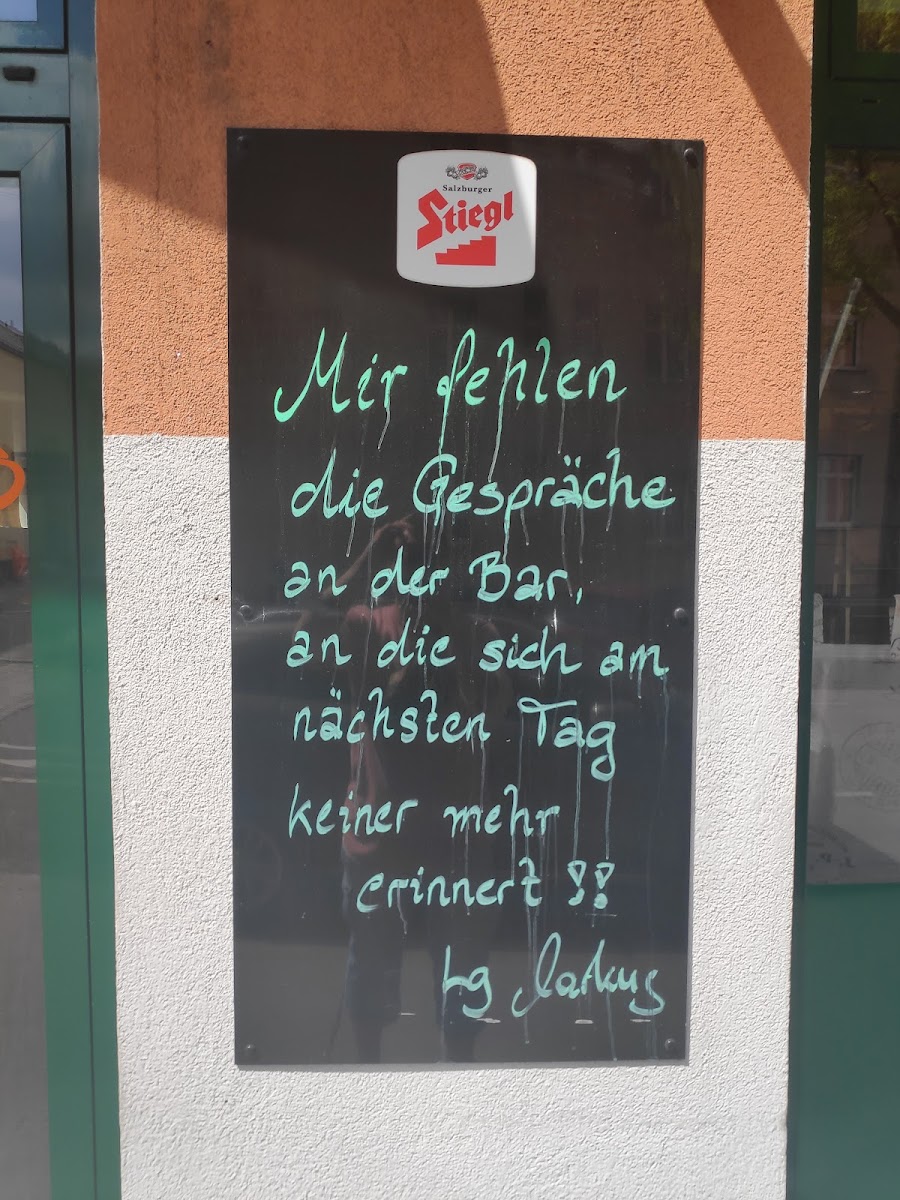 Salzburger
Stiegl
Mir fehlen
die Gespräche
an der Bar,
an die sich am
nächsten Tag
keiner mehr
erinnert !!
Lg Markus